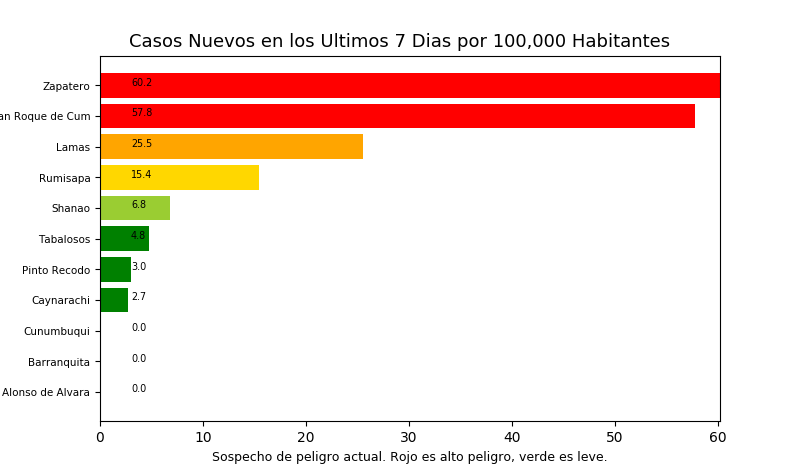 Casos Nuevos en los Ultimos 7 Dias por 100,000 Habitantes
Zapatero 60.2
an Roque de Cum 57.8
Lamas 25.5
Rumisapa 15.4
Shanao 6.8
Tabalosos 4.8
Pinto Recodo 3.0
Caynarachi 2.7
Cunumbuqui 0.0
Barranquita 0.0
Alonso de Alvara 0.0
0 10 20 30 40 50 60
Sospecho de peligro actual. Rojo es alto peligro, verde es leve.